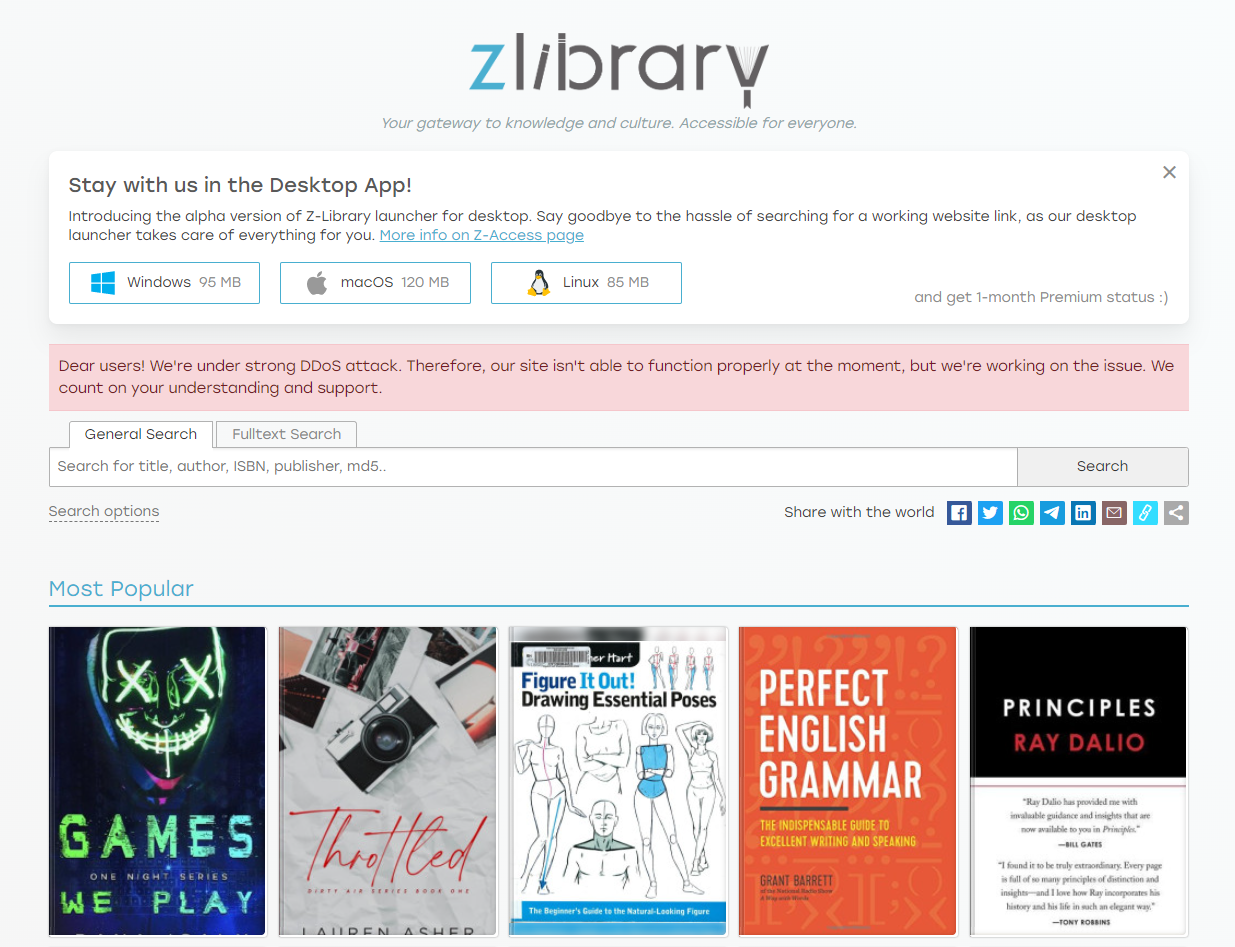 zlibrary
Your gateway to knowledge and culture. Accessible for everyone.
Stay with us in the Desktop App!
Introducing the alpha version of Z-Library launcher for desktop. Say goodbye to the hassle of searching for a working website link, as our desktop
launcher takes care of everything for you. More info on Z-Access page
Windows 95 MB
macOS 120 MB
Linux 85 MB
and get 1-month Premium status :)
Dear users! We're under strong DDoS attack. Therefore, our site isn't able to function properly at the moment, but we're working on the issue. We
count on your understanding and support.
General Search
Fulltext Search
Search for title, author, ISBN, publisher, md5..
Search
Search options
Share with the world
Most Popular
GAMES
ONE NIGHT SERIES
WE PLAY
Throttled
DIRTY AIR SERIES BOOK ONE
LAUREN ASHER
Hart
Figure It Out!
Drawing Essential Poses
The Beginner's Guide to the Natural-Looking Figure
PERFECT
ENGLISH
GRAMMAR
THE INDISPENSABLE GUIDE TO
EXCELLENT WRITING AND SPEAKING
GRANT BARRETT
of the National Radio Show
A Way with Words
PRINCIPLES
RAY DALIO
"Ray Dalio has provided me with
invaluable guidance and insights that are
now available to you in Principles."
—BILL GATES
"I found it to be truly extraordinary. Every page
is full of so many principles of distinction and
insights—and I love how Ray incorporates his
history and his life in such an elegant way."
—TONY ROBBINS